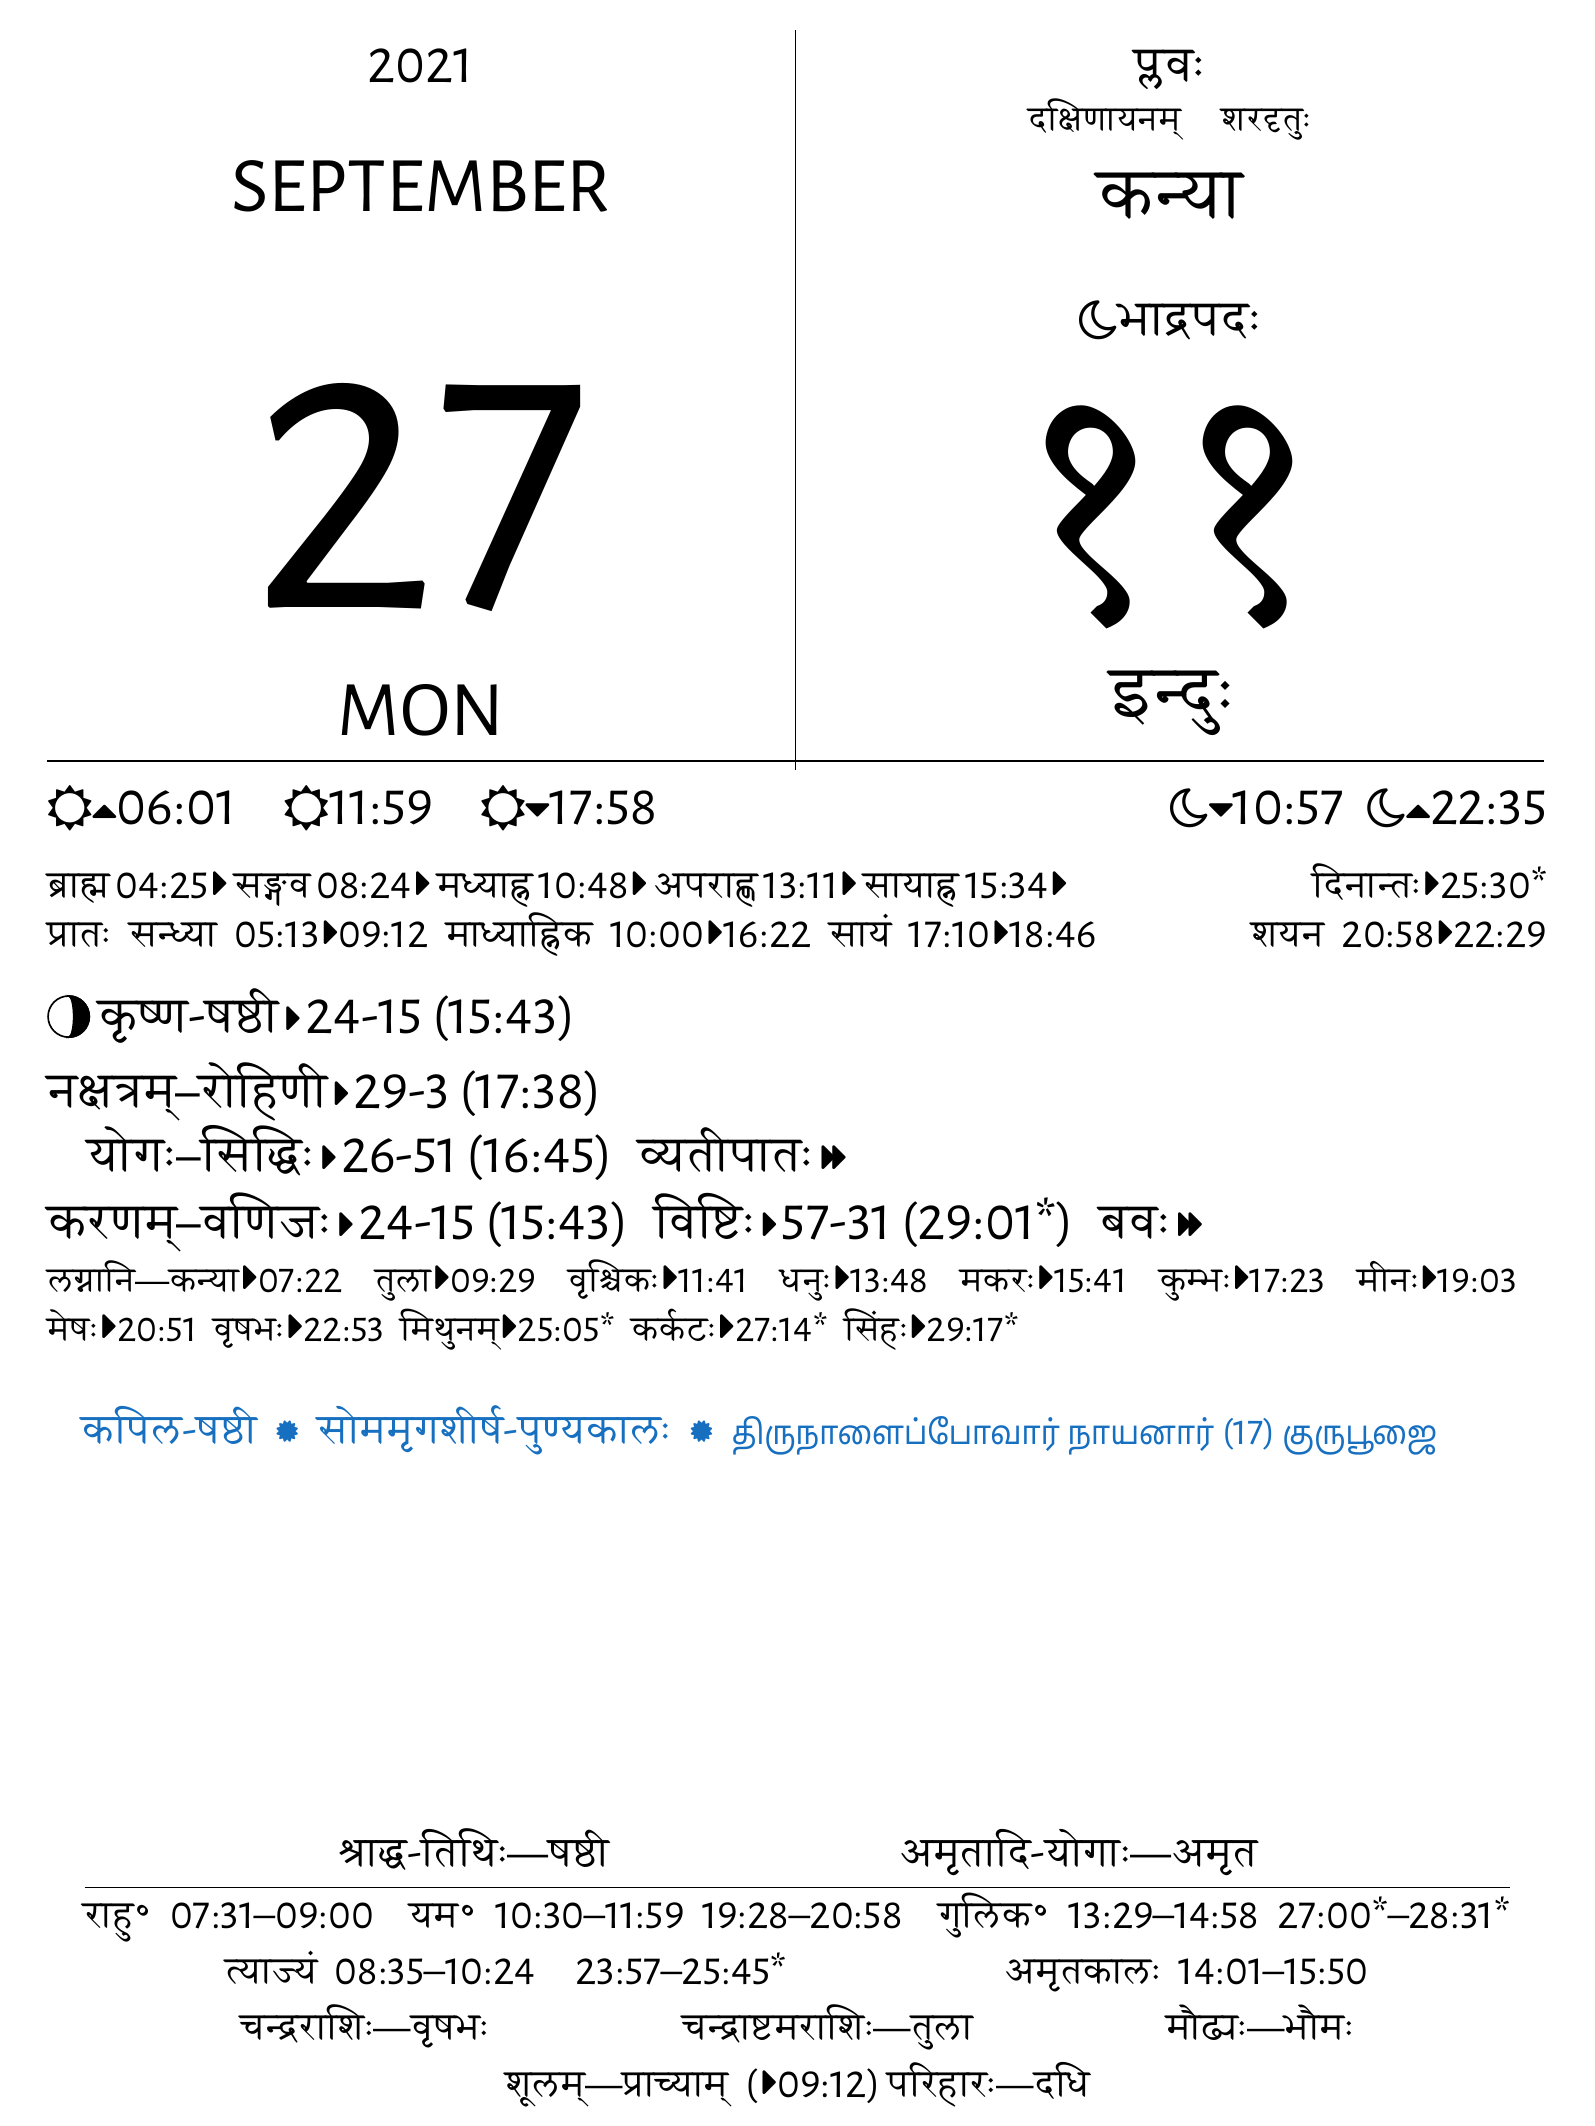 2021
SEPTEMBER
27
MON
प्लवः
दक्षिणायनम् शरदृतुः
कन्या
भाद्रपदः
११
इन्दुः
06:01 11:59 17:58 10:57 22:35
ब्राह्म 04:25 सङ्गव 08:24 मध्याह्न 10:48 अपराह्ण 13:11 सायाह्न 15:34 दिनान्तः 25:30*
प्रातः सन्ध्या 05:13 09:12 माध्याह्निक 10:00 16:22 सायं 17:10 18:46 शयन 20:58 22:29
कृष्ण-षष्ठी 24-15 (15:43)
नक्षत्रम्–रोहिणी 29-3 (17:38)
योगः–सिद्धिः 26-51 (16:45) व्यतीपातः
करणम्–वणिजः 24-15 (15:43) विष्टिः 57-31 (29:01*) बवः
लग्नानि—कन्या 07:22 तुला 09:29 वृश्चिकः 11:41 धनुः 13:48 मकरः 15:41 कुम्भः 17:23 मीनः 19:03
मेषः 20:51 वृषभः 22:53 मिथुनम् 25:05* कर्कटः 27:14* सिंहः 29:17*
कपिल-षष्ठी ✹ सोममृगशीर्ष-पुण्यकालः ✹ திருநாளைப்போவார் நாயனார் (17) குருபூஜை
श्राद्ध-तिथिः—षष्ठी अमृतादि-योगाः—अमृत
राहु॰ 07:31–09:00 यम॰ 10:30–11:59 19:28–20:58 गुलिक॰ 13:29–14:58 27:00*–28:31*
त्याज्यं 08:35–10:24 23:57–25:45* अमृतकालः 14:01–15:50
चन्द्रराशिः—वृषभः चन्द्राष्टमराशिः—तुला मौढ्यः—भौमः
शूलम्—प्राच्याम् (09:12) परिहारः—दधि